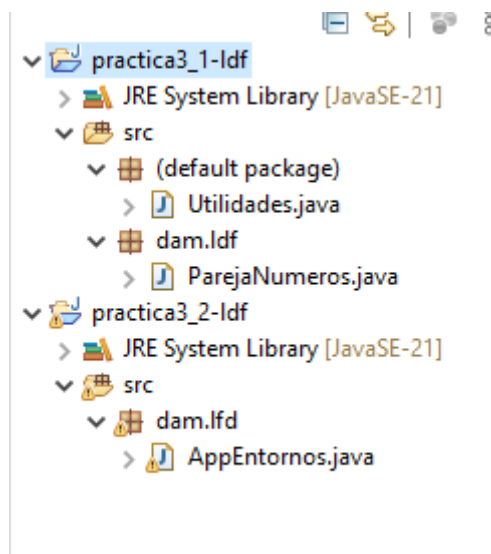 practica3_1-ldf
JRE System Library [JavaSE-21]
src
(default package)
Utilidades.java
dam.ldf
ParejaNumeros.java
practica3_2-ldf
JRE System Library [JavaSE-21]
src
dam.lfd
AppEntornos.java